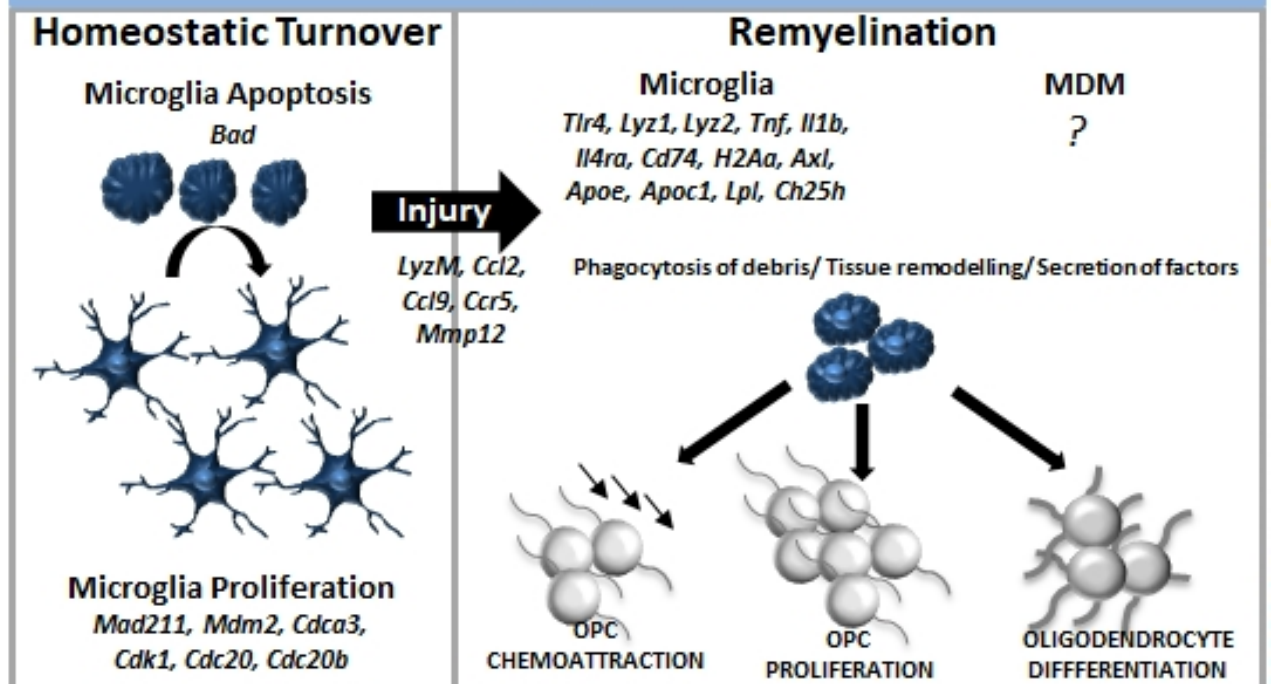 Homeostatic Turnover
Microglia Apoptosis
Bad
Microglia Proliferation
Mad211, Mdm2, Cdca3,
Cdk1, Cdc20, Cdc20b
Injury
LyzM, Ccl2,
Ccl9, Ccr5,
Mmp12
Remyelination
Microglia
Tlr4, Lyz1, Lyz2, Tnf, Il1b,
Il4ra, Cd74, H2Aa, Axl,
Apoe, Apoc1, Lpl, Ch25h
MDM
?
Phagocytosis of debris/ Tissue remodelling/ Secretion of factors
OPC
CHEMOATTRACTION
OPC
PROLIFERATION
OLIGODENDROCYTE
DIFFFERENTIATION